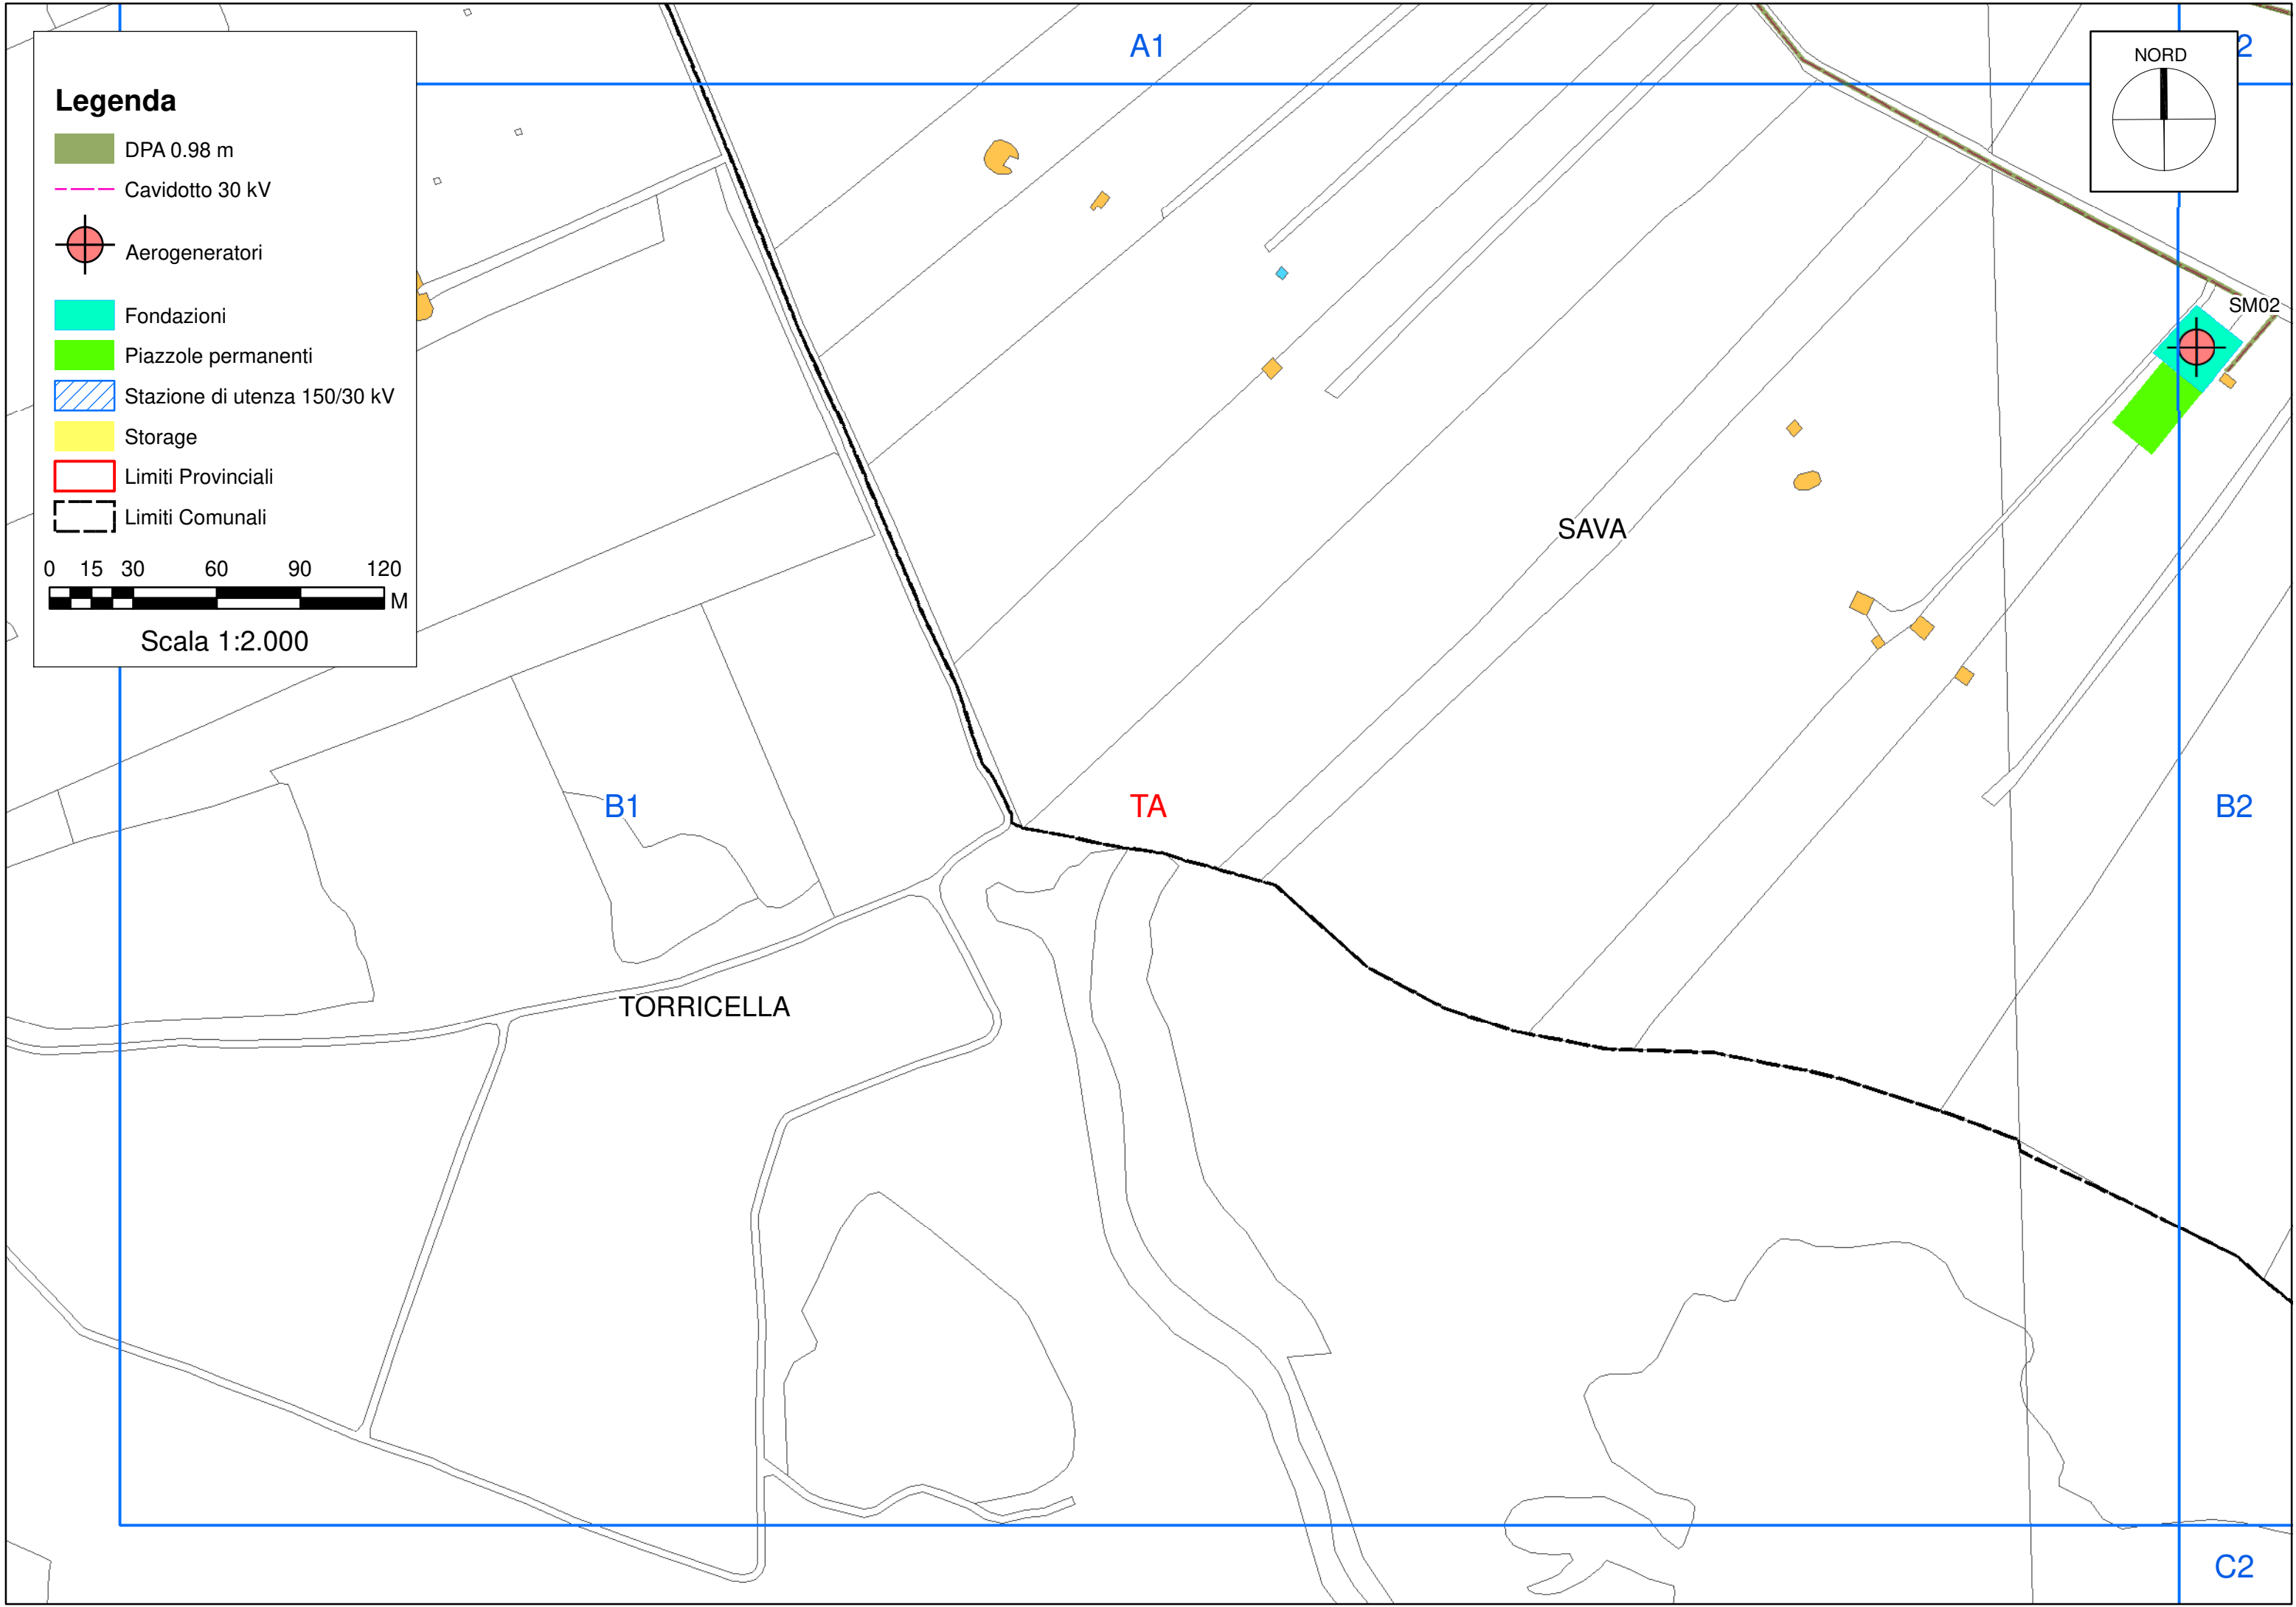 A1
2
NORD
Legenda
DPA 0.98 m
Cavidotto 30 kV
Aerogeneratori
Fondazioni
Piazzole permanenti
Stazione di utenza 150/30 kV
Storage
Limiti Provinciali
Limiti Comunali
0 15 30 60 90 120
M
Scala 1:2.000
SM02
SAVA
B1
TA
B2
TORRICELLA
C2